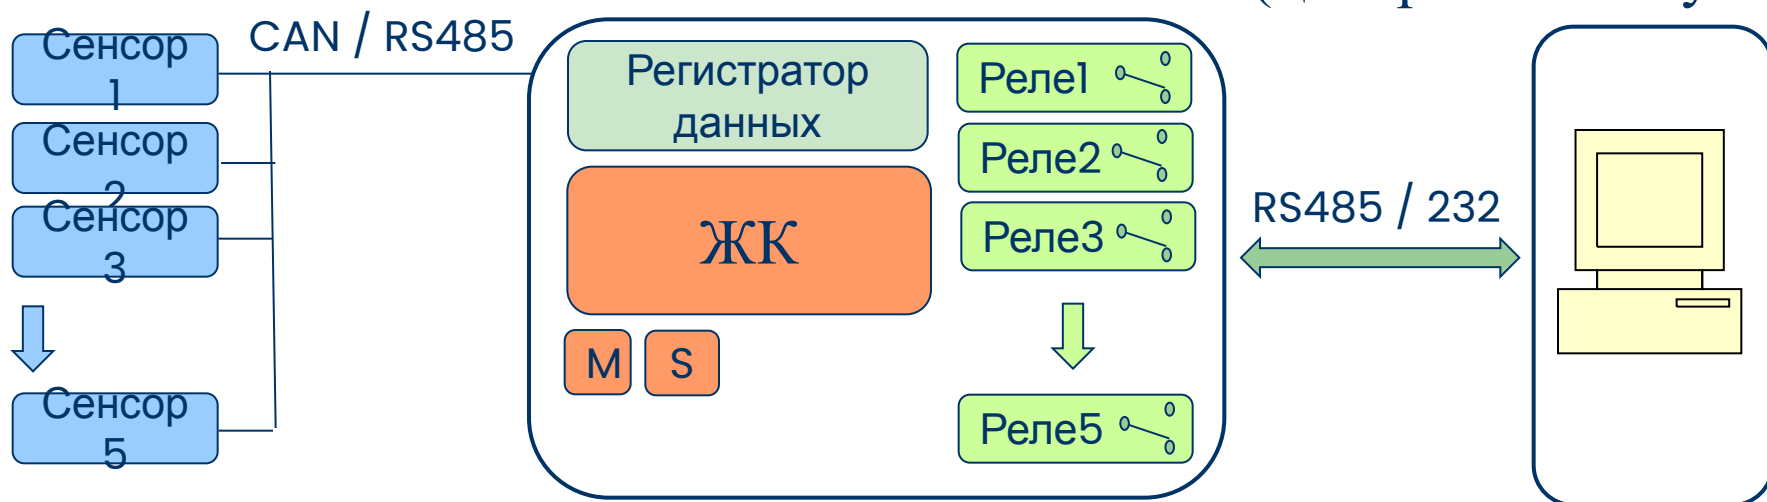 CAN / RS485
Сенсор
1
Сенсор
2
Сенсор
3
Сенсор
5
Регистратор
данных
ЖК
M
S
Реле1
Реле2
Реле3
Реле5
RS485 / 232